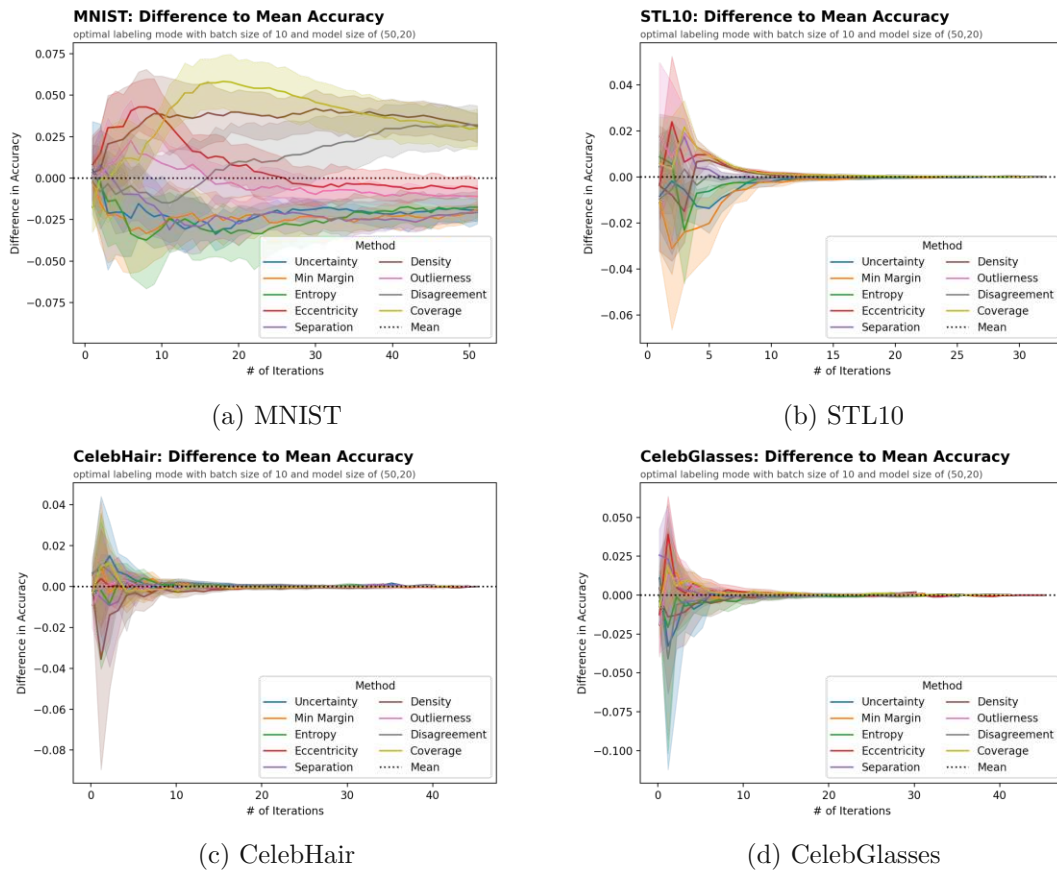 MNIST: Difference to Mean Accuracy
optimal labeling mode with batch size of 10 and model size of (50,20)
Difference in Accuracy
0.075
0.050
0.025
0.000
−0.025
−0.050
−0.075
0 10 20 30 40 50
# of Iterations
Method
Uncertainty
Min Margin
Entropy
Eccentricity
Separation
Density
Outlierness
Disagreement
Coverage
Mean
(a) MNIST
STL10: Difference to Mean Accuracy
optimal labeling mode with batch size of 10 and model size of (50,20)
Difference in Accuracy
0.04
0.02
0.00
−0.02
−0.04
−0.06
0 5 10 15 20 25 30
# of Iterations
Method
Uncertainty
Min Margin
Entropy
Eccentricity
Separation
Density
Outlierness
Disagreement
Coverage
Mean
(b) STL10
CelebHair: Difference to Mean Accuracy
optimal labeling mode with batch size of 10 and model size of (50,20)
Difference in Accuracy
0.04
0.02
0.00
−0.02
−0.04
−0.06
−0.08
0 10 20 30 40
# of Iterations
Method
Uncertainty
Min Margin
Entropy
Eccentricity
Separation
Density
Outlierness
Disagreement
Coverage
Mean
(c) CelebHair
CelebGlasses: Difference to Mean Accuracy
optimal labeling mode with batch size of 10 and model size of (50,20)
Difference in Accuracy
0.050
0.025
0.000
−0.025
−0.050
−0.075
−0.100
0 10 20 30 40
# of Iterations
Method
Uncertainty
Min Margin
Entropy
Eccentricity
Separation
Density
Outlierness
Disagreement
Coverage
Mean
(d) CelebGlasses